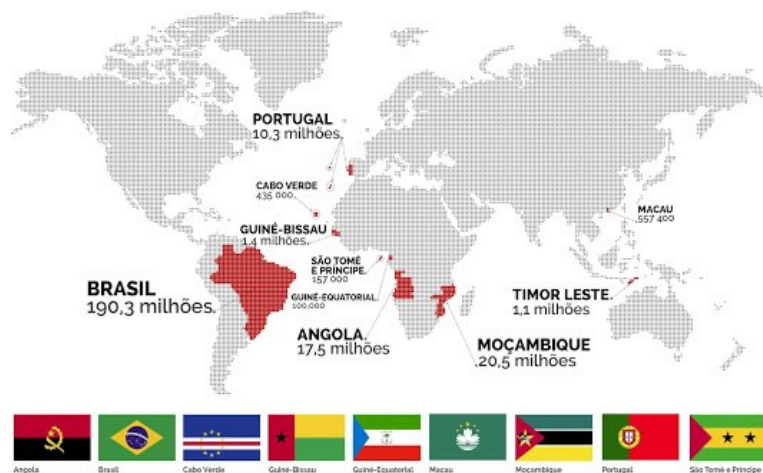 PORTUGAL
10,3 milhões.
CABO VERDE
435 000.
GUINÉ-BISSAU
1.4 milhões.
SÃO TOMÉ
E PRÍNCIPE.
157 000
GUINÉ-EQUATORIAL.
100,000
BRASIL
190,3 milhões.
ANGOLA.
17,5 milhões
MOÇAMBIQUE
.20,5 milhões
MACAU
557 400
TIMOR LESTE.
1,1 milhões
Angola
Brasil
Cabo Verde
Guiné-Bissau
Guiné-Equatorial
Macau
Moçambique
Portugal
São Tomé e Príncipe